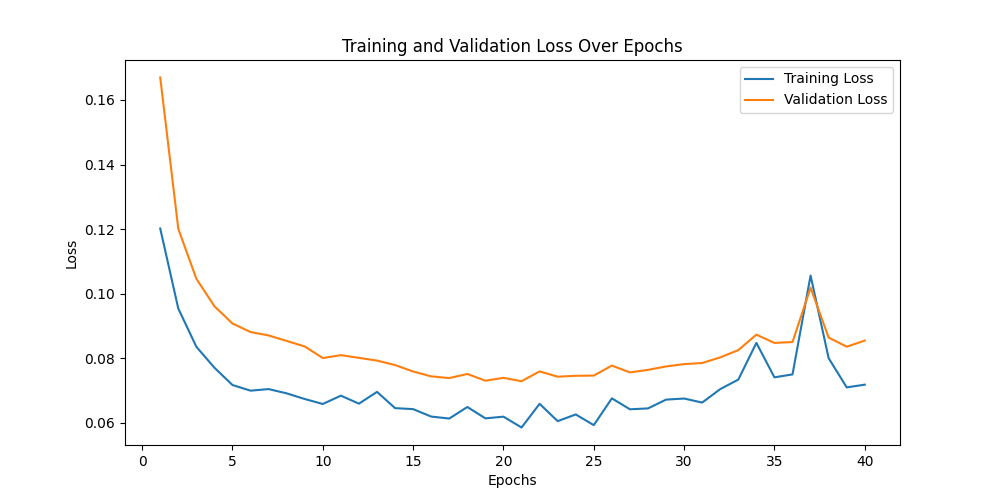 Training and Validation Loss Over Epochs
Training Loss
Validation Loss
0.16
0.14
0.12
0.10
0.08
0.06
Loss
0 5 10 15 20 25 30 35 40
Epochs